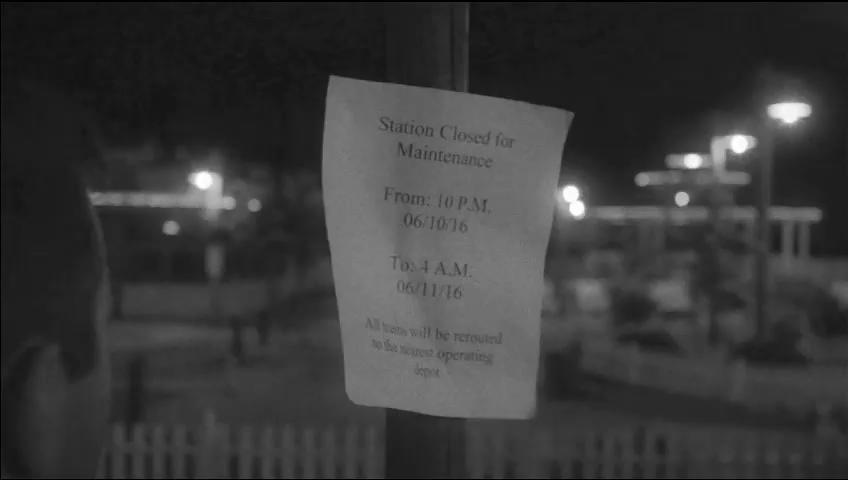 Station Closed for
Maintenance
From: 10 P.M.
06/10/16
To: 4 A.M.
06/11/16
All trains will be rerouted
to the nearest operating
depot